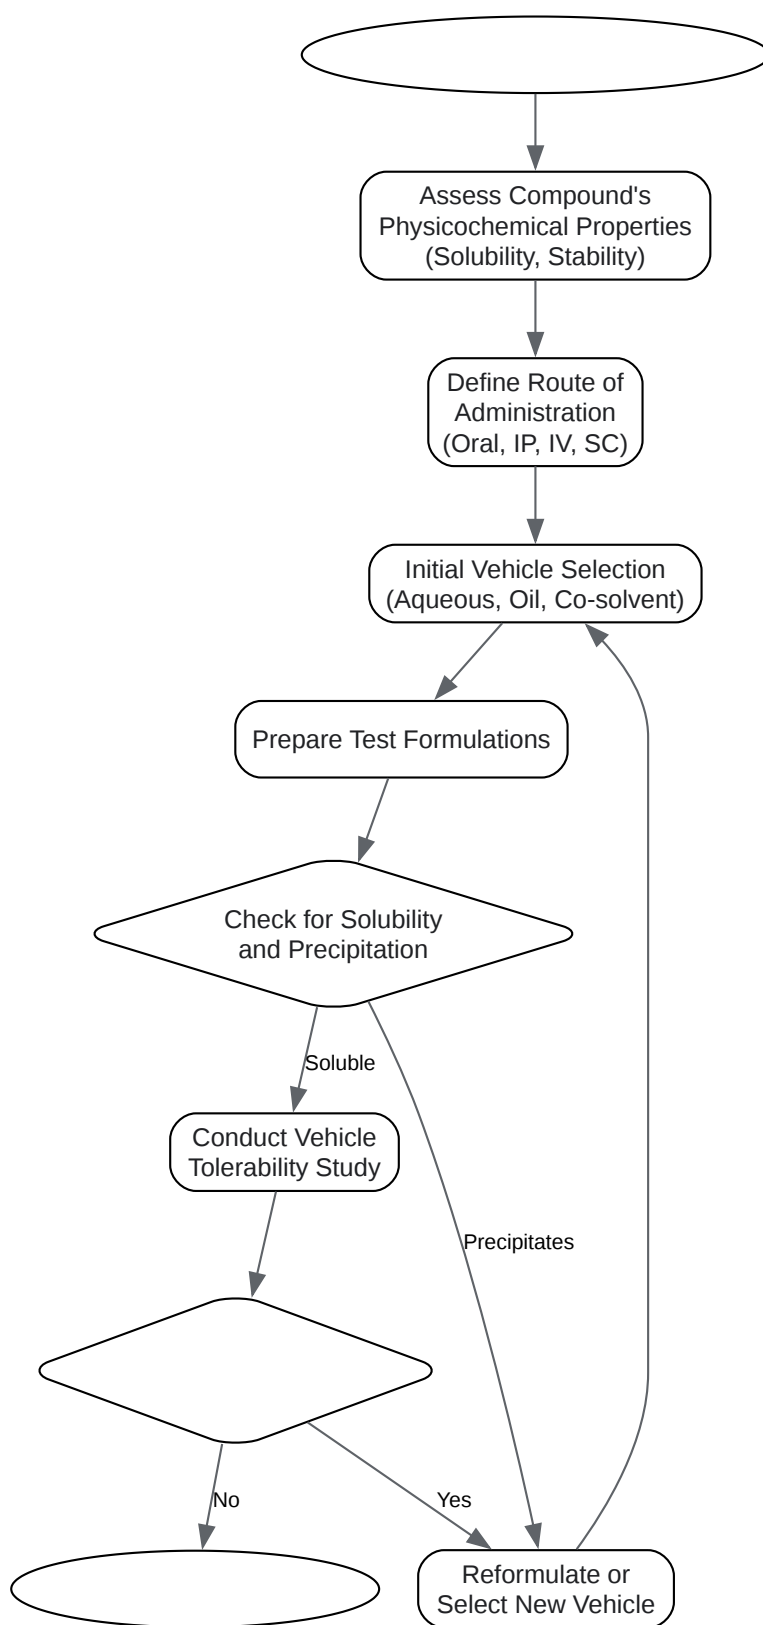 Assess Compound's
Physicochemical Properties
(Solubility, Stability)
Define Route of
Administration
(Oral, IP, IV, SC)
Initial Vehicle Selection
(Aqueous, Oil, Co-solvent)
Prepare Test Formulations
Check for Solubility
and Precipitation
Soluble
Conduct Vehicle
Tolerability Study
Precipitates
No
Yes
Reformulate or
Select New Vehicle